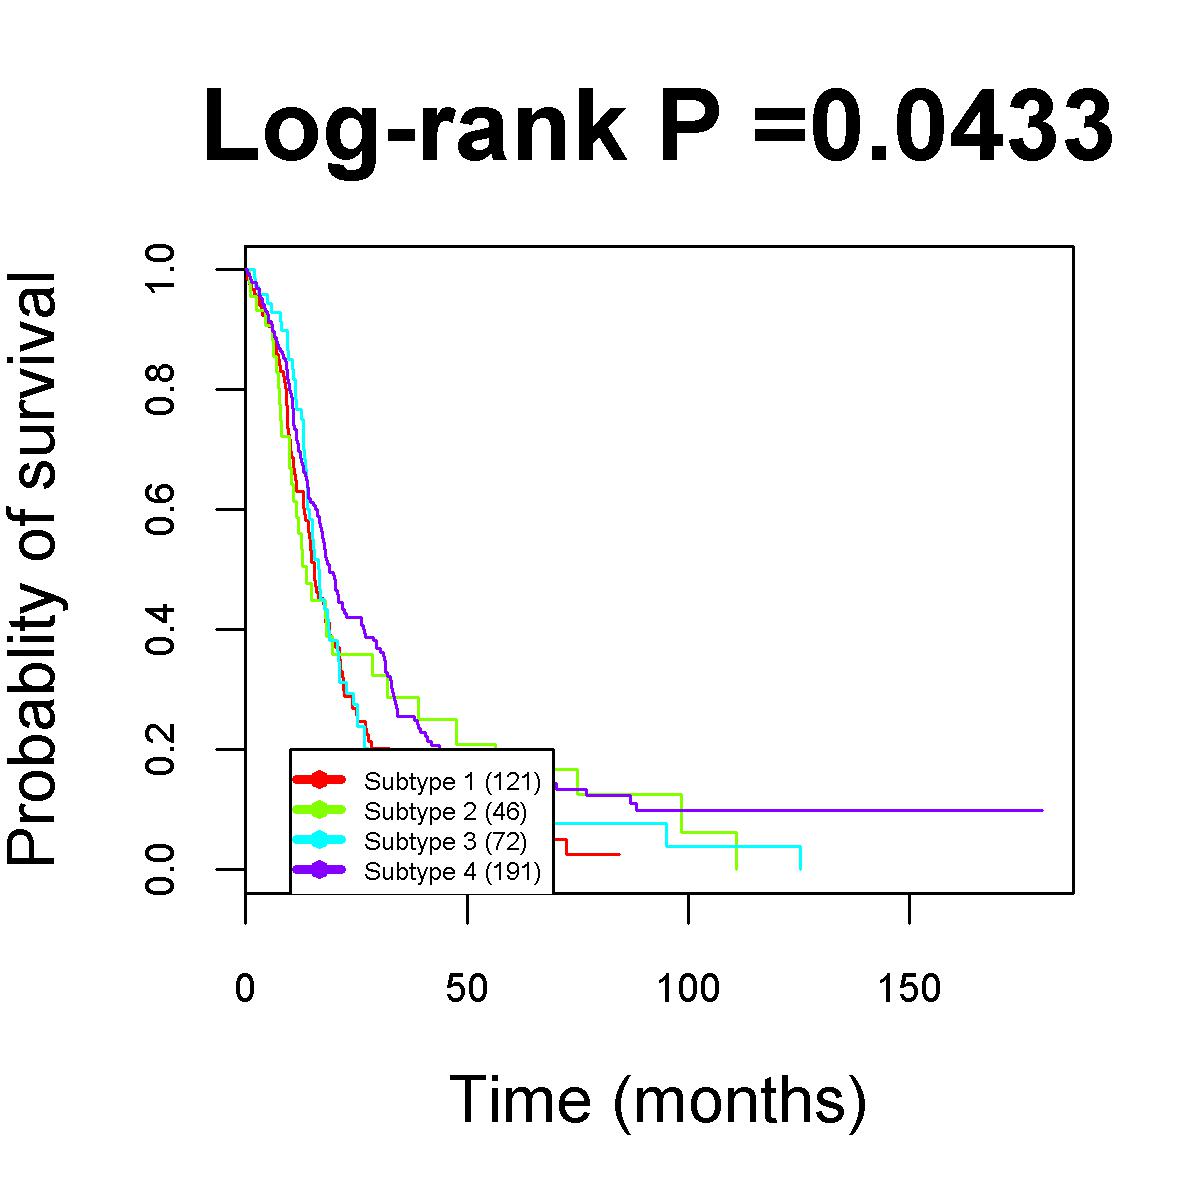 Log-rank P =0.0433
Probablity of survival
1.0
0.8
0.6
0.4
0.2
0.0
Subtype 1 (121)
Subtype 2 (46)
Subtype 3 (72)
Subtype 4 (191)
0 50 100 150
Time (months)